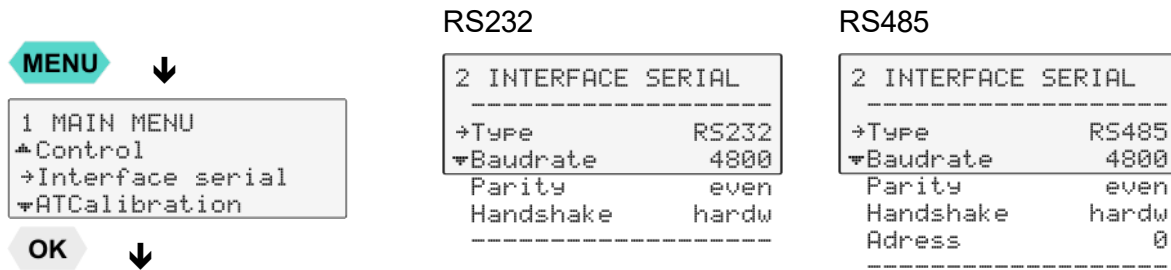 MENU
1 MAIN MENU
Control
→Interface serial
ATCalibration
OK
RS232
2 INTERFACE SERIAL
→Type RS232
Baudrate 4800
Parity even
Handshake hardw
RS485
2 INTERFACE SERIAL
→Type RS485
Baudrate 4800
Parity even
Handshake hardw
Adress 0